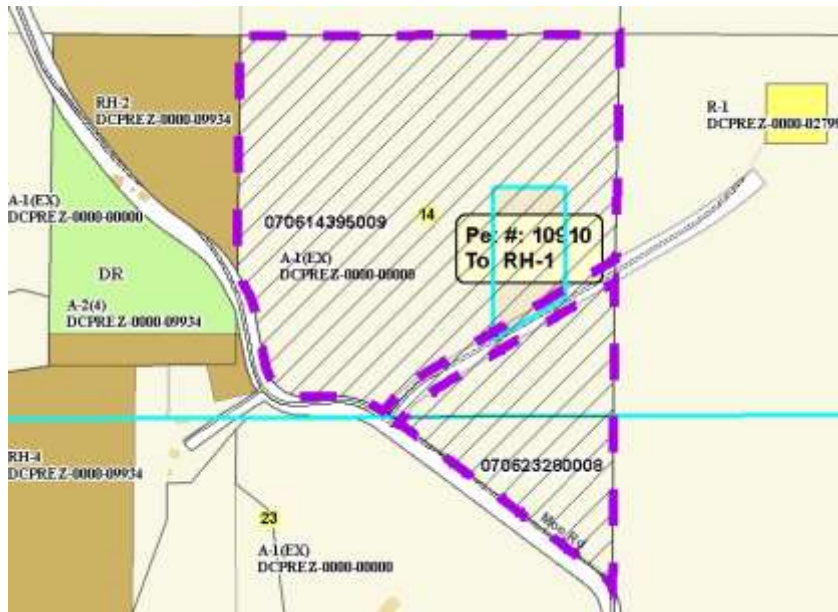 RH-2
DCPREZ-0000-09934
R-1
DCPREZ-0000-02799
A-1(EX)
DCPREZ-0000-00000
070614395009
14
Pet #: 10910
To: RH-1
A-1(EX)
DCPREZ-0000-00000
DR
A-2(4)
DCPREZ-0000-09934
RH-4
DCPREZ-0000-09934
070623280008
23
Moe Rd
A-1(EX)
DCPREZ-0000-00000